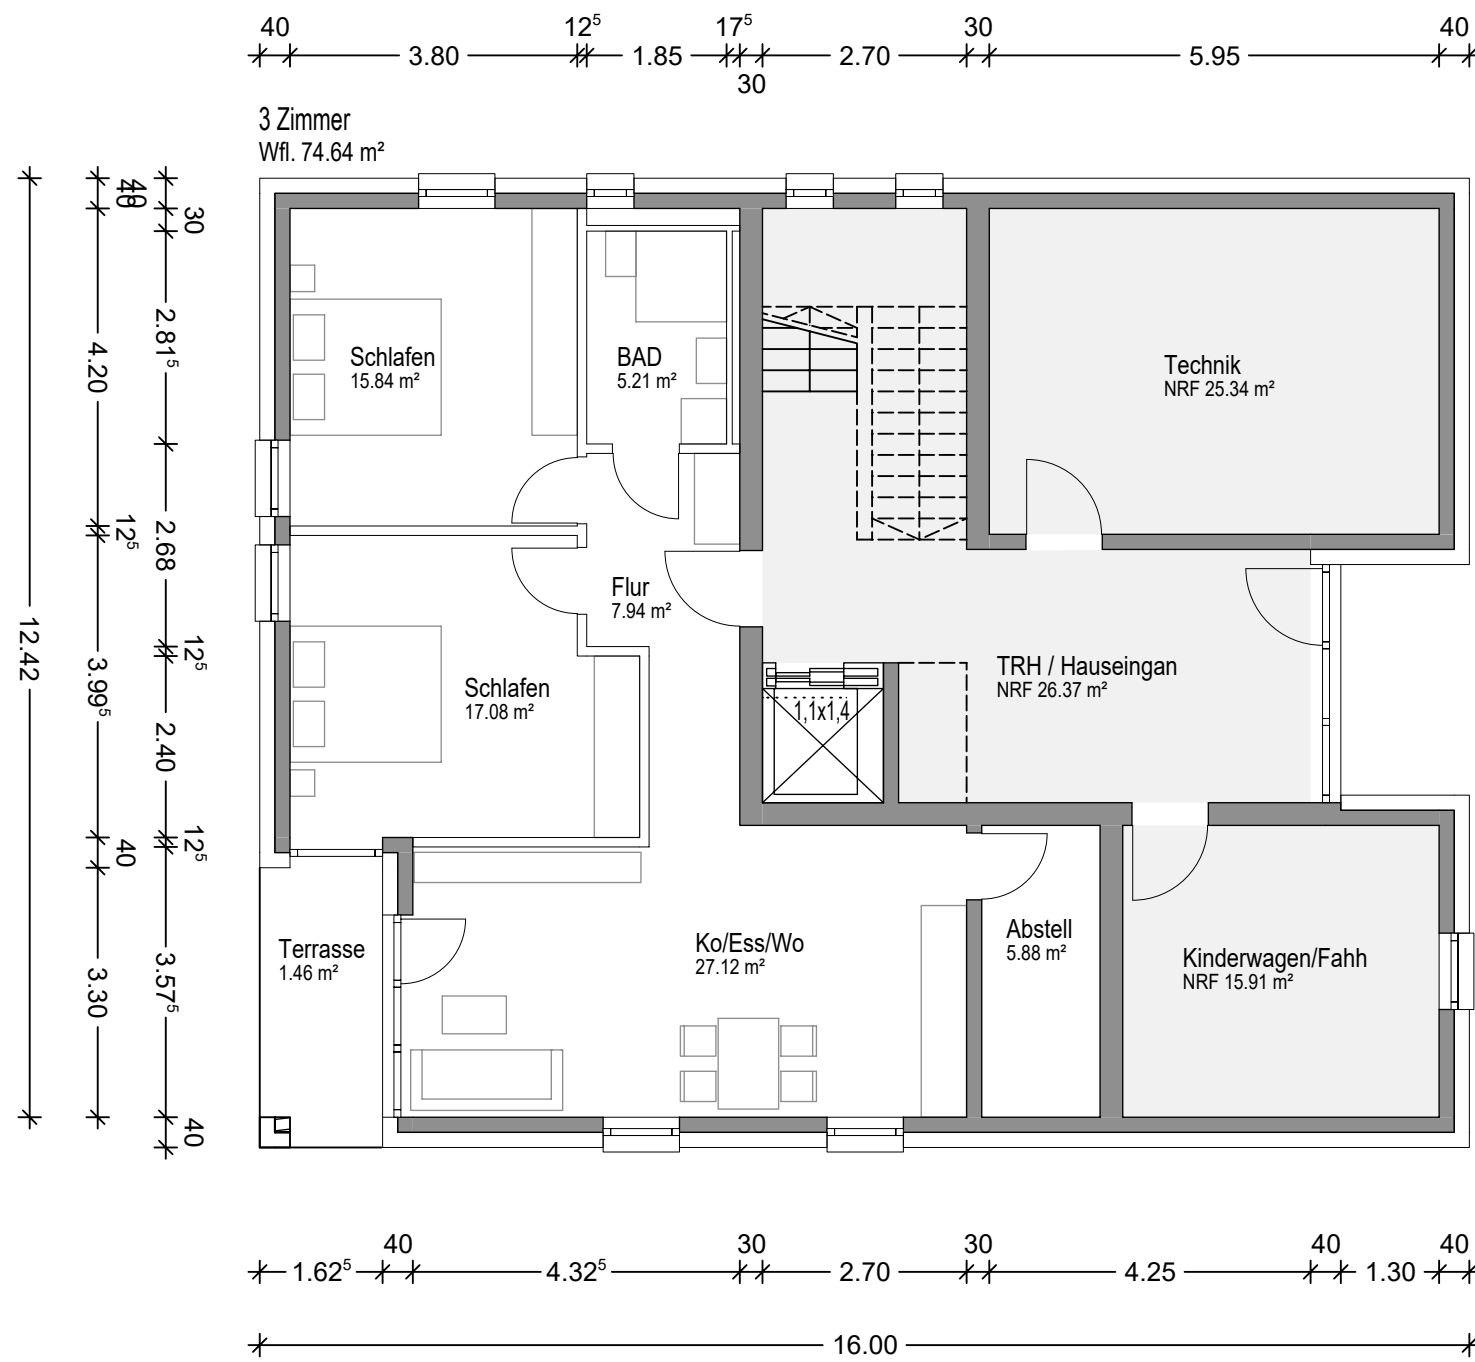 40 12⁵ 17⁵ 30 40
3.80 1.85 2.70 5.95
30
3 Zimmer
Wfl. 74.64 m²
40
40
30
2.81⁵
4.20
12⁵
2.68
12.42
12⁵
3.99⁵
2.40
12⁵
40
3.57⁵
3.30
40
Schlafen
15.84 m²
BAD
5.21 m²
Technik
NRF 25.34 m²
Flur
7.94 m²
TRH / Hauseingan
NRF 26.37 m²
Schlafen
17.08 m²
1,1x1,4
Terrasse
1.46 m²
Ko/Ess/Wo
27.12 m²
Abstell
5.88 m²
Kinderwagen/Fahh
NRF 15.91 m²
40 30 30 40 40
1.62⁵ 4.32⁵ 2.70 4.25 1.30
16.00